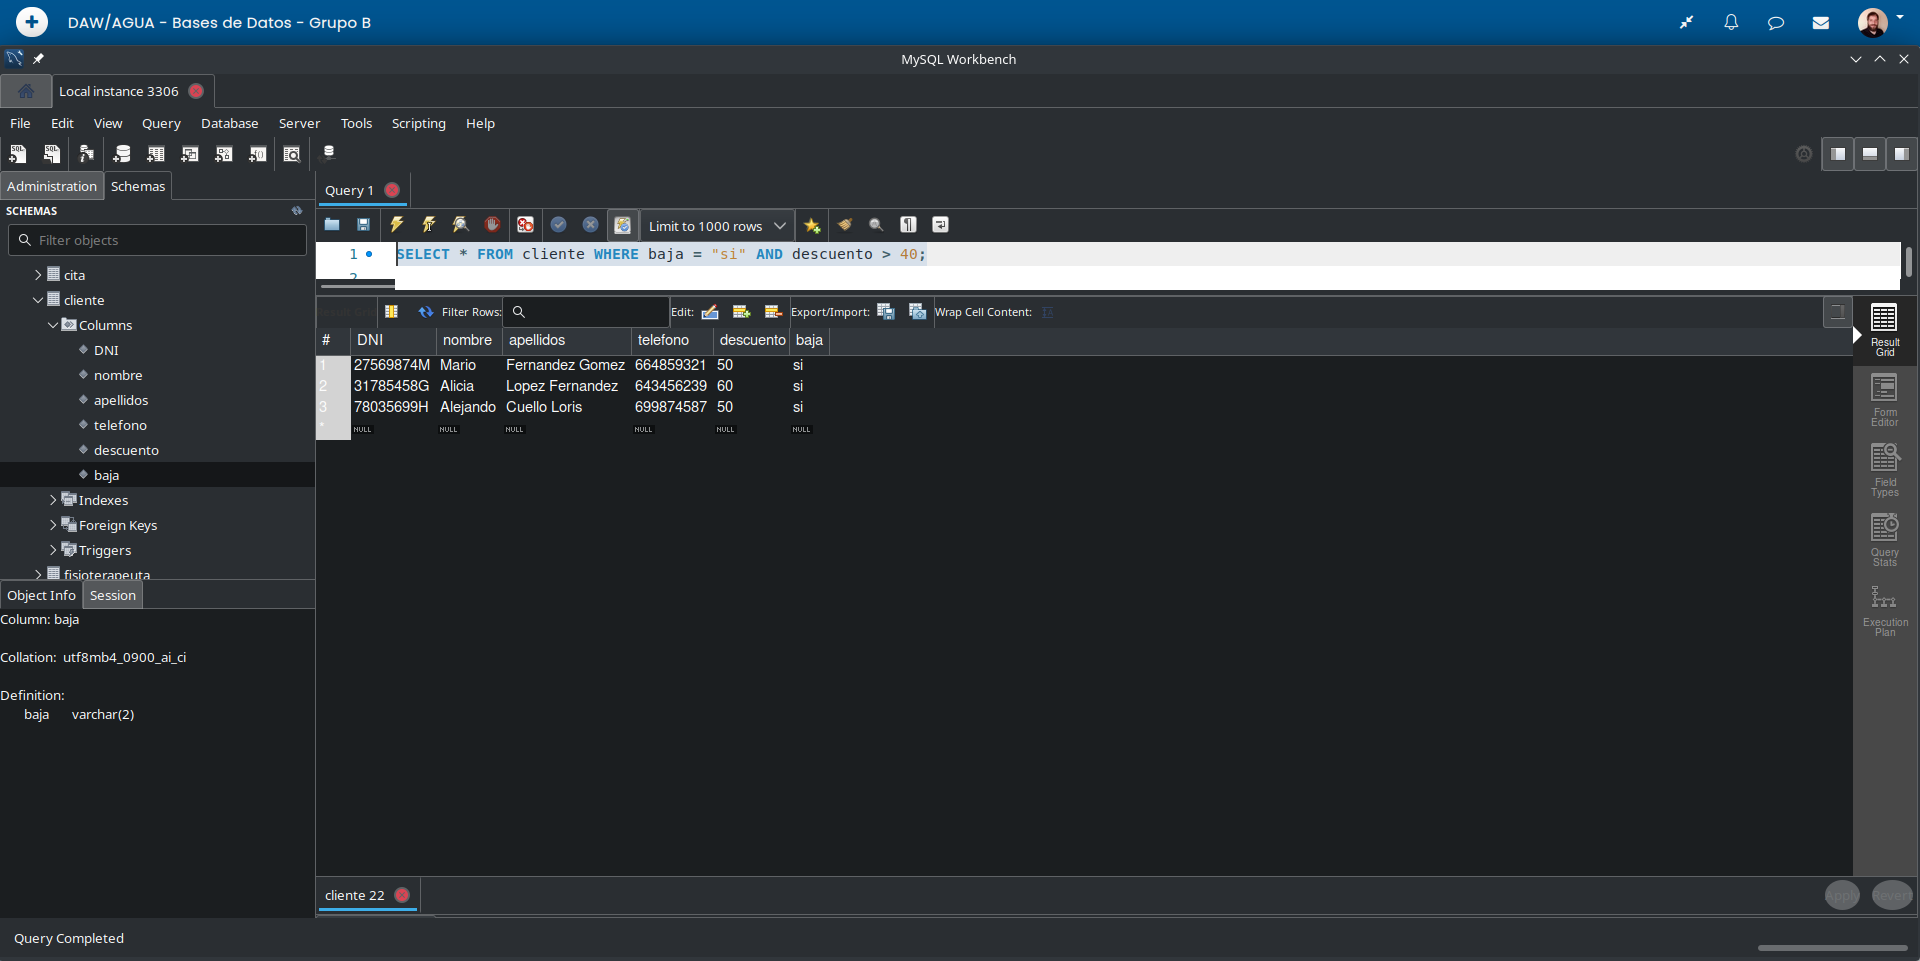 DAW/AGUA - Bases de Datos - Grupo B
MySQL Workbench
Local instance 3306
File Edit View Query Database Server Tools Scripting Help
Administration Schemas
Query 1
SCHEMAS
Filter objects
Limit to 1000 rows
1 SELECT * FROM cliente WHERE baja = "si" AND descuento > 40;
2
cita
cliente
Columns
DNI
nombre
apellidos
telefono
descuento
baja
Indexes
Foreign Keys
Triggers
fisioterapeuta
Filter Rows: Edit: Export/Import: Wrap Cell Content:
# DNI nombre apellidos telefono descuento baja
1 27569874M Mario Fernandez Gomez 664859321 50 si
2 31785458G Alicia Lopez Fernandez 643456239 60 si
3 78035699H Alejando Cuello Loris 699874587 50 si
* NULL NULL NULL NULL NULL NULL
Result Grid
Form Editor
Field Types
Query Stats
Execution Plan
Object Info Session
Column: baja
Collation: utf8mb4_0900_ai_ci
Definition:
baja varchar(2)
cliente 22
Apply Revert
Query Completed